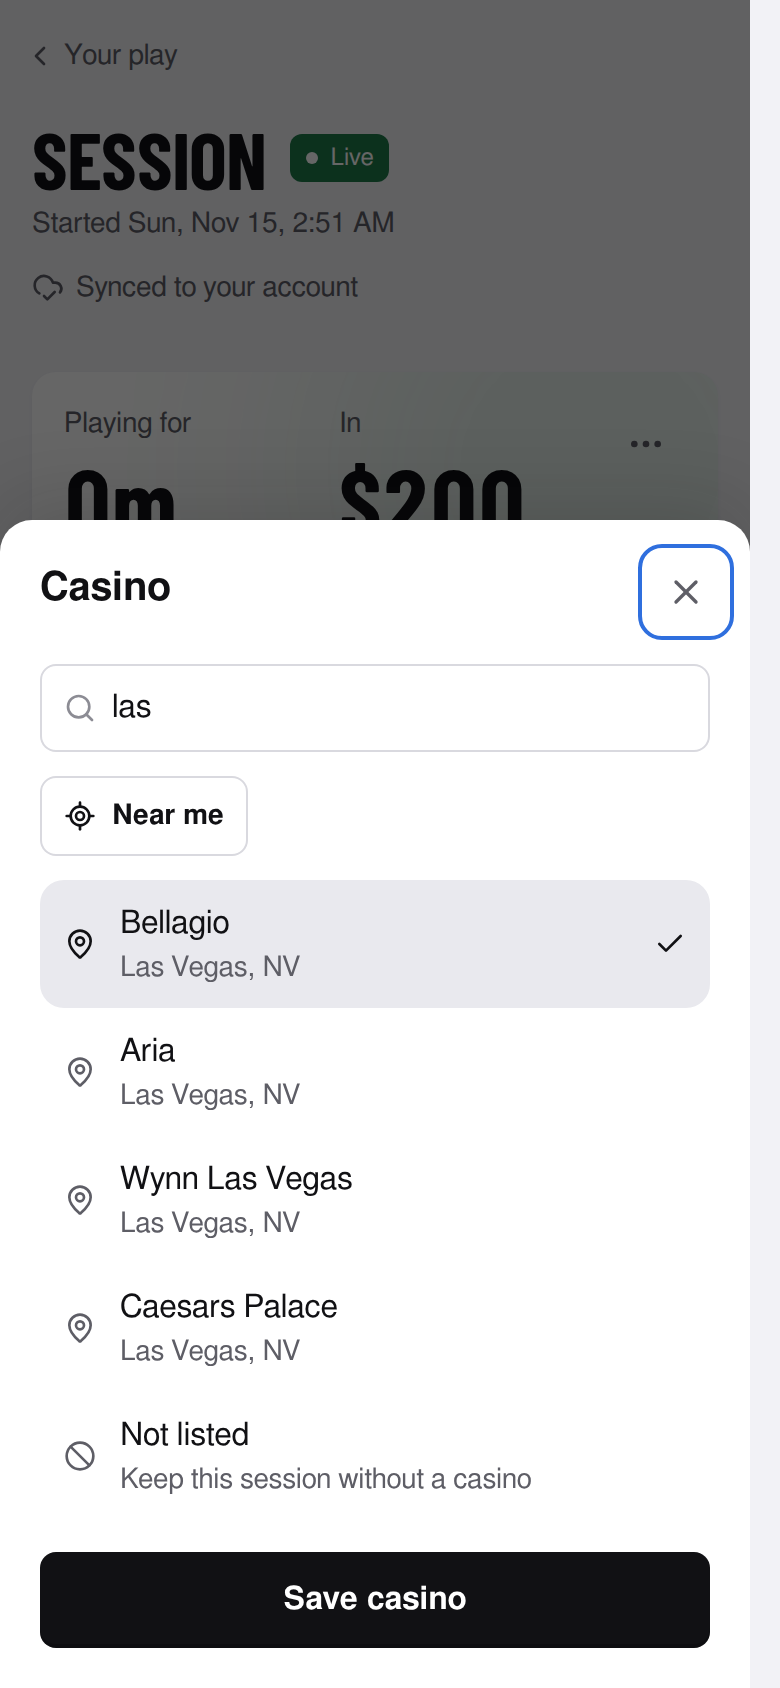 Your play
SESSION
Live
Started Sun, Nov 15, 2:51 AM
Synced to your account
Playing for
In
0m
$200
Casino
las
Near me
Bellagio
Las Vegas, NV
Aria
Las Vegas, NV
Wynn Las Vegas
Las Vegas, NV
Caesars Palace
Las Vegas, NV
Not listed
Keep this session without a casino
Save casino